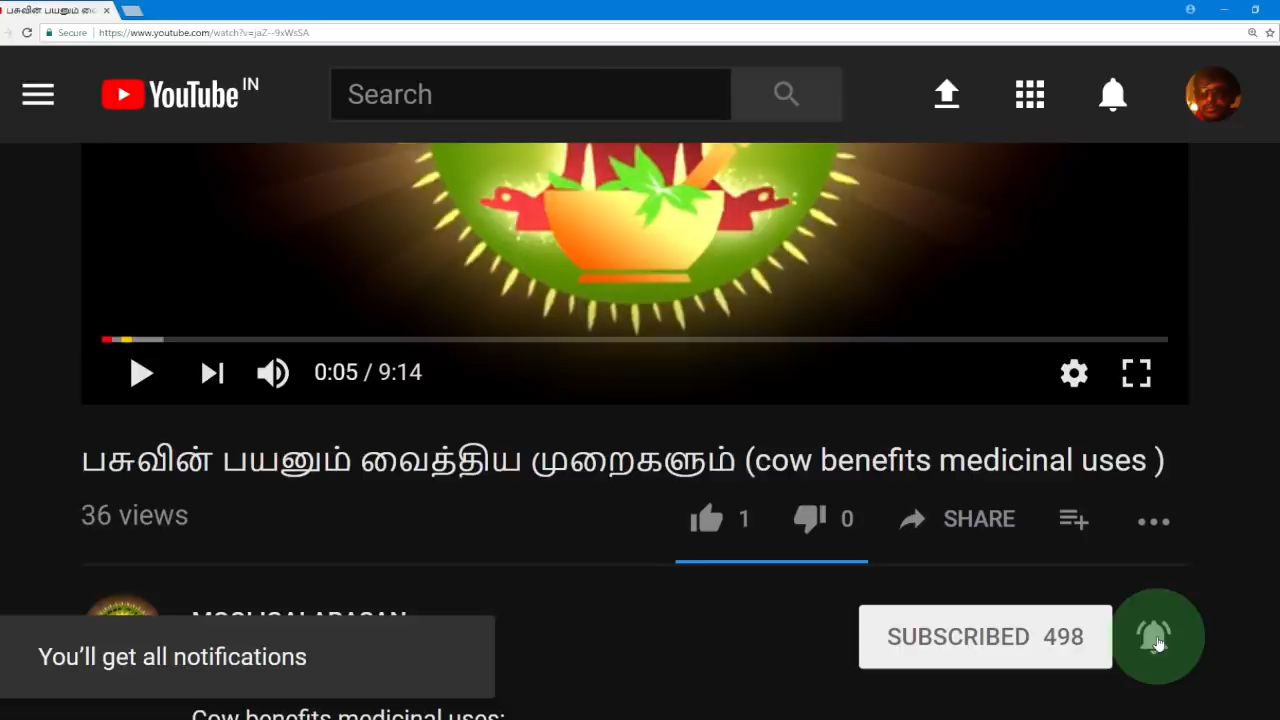 பசுவின் பயனும் வை
Secure https://www.youtube.com/watch?v=jaZ--9xWsSA
YouTube IN
Search
0:05 / 9:14
பசுவின் பயனும் வைத்திய முறைகளும் (cow benefits medicinal uses )
36 views
1 0 SHARE
SUBSCRIBED 498
You'll get all notifications
Cow benefits medicinal uses: